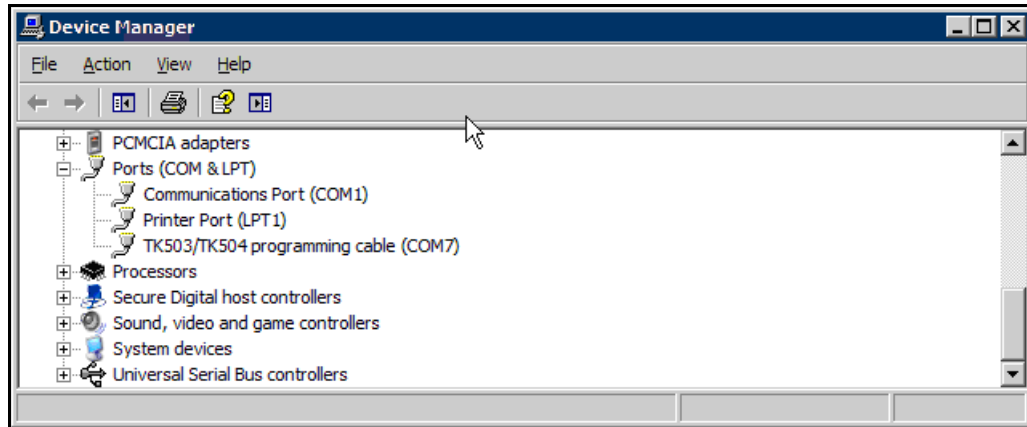 Device Manager
File Action View Help
PCMCIA adapters
Ports (COM & LPT)
Communications Port (COM1)
Printer Port (LPT1)
TK503/TK504 programming cable (COM7)
Processors
Secure Digital host controllers
Sound, video and game controllers
System devices
Universal Serial Bus controllers